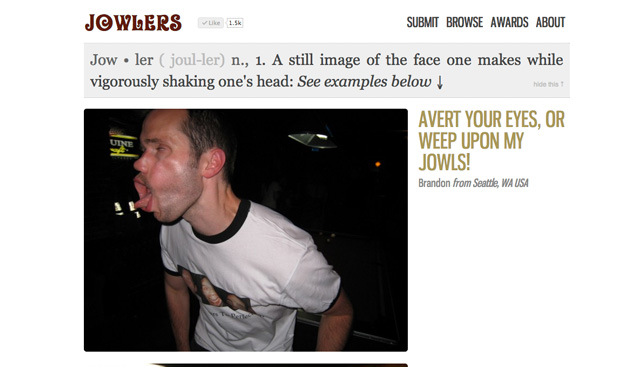 JOWLERS
Like 1.5k
SUBMIT BROWSE AWARDS ABOUT
Jow • ler ( joul-ler) n., 1. A still image of the face one makes while
vigorously shaking one's head: See examples below ↓
hide this ↑
AVERT YOUR EYES, OR
WEEP UPON MY
JOWLS!
Brandon from Seattle, WA USA
UINE